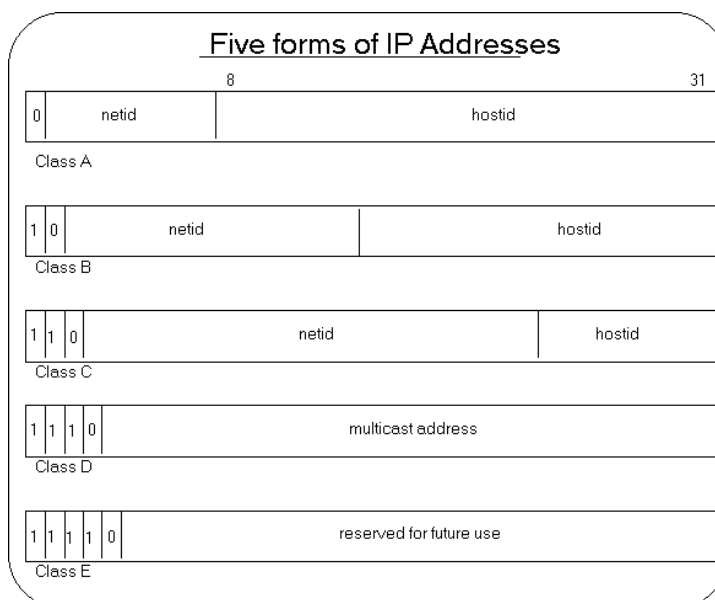 Five forms of IP Addresses
8 31
0 netid hostid
Class A
1 0 netid hostid
Class B
1 1 0 netid hostid
Class C
1 1 1 0 multicast address
Class D
1 1 1 1 0 reserved for future use
Class E